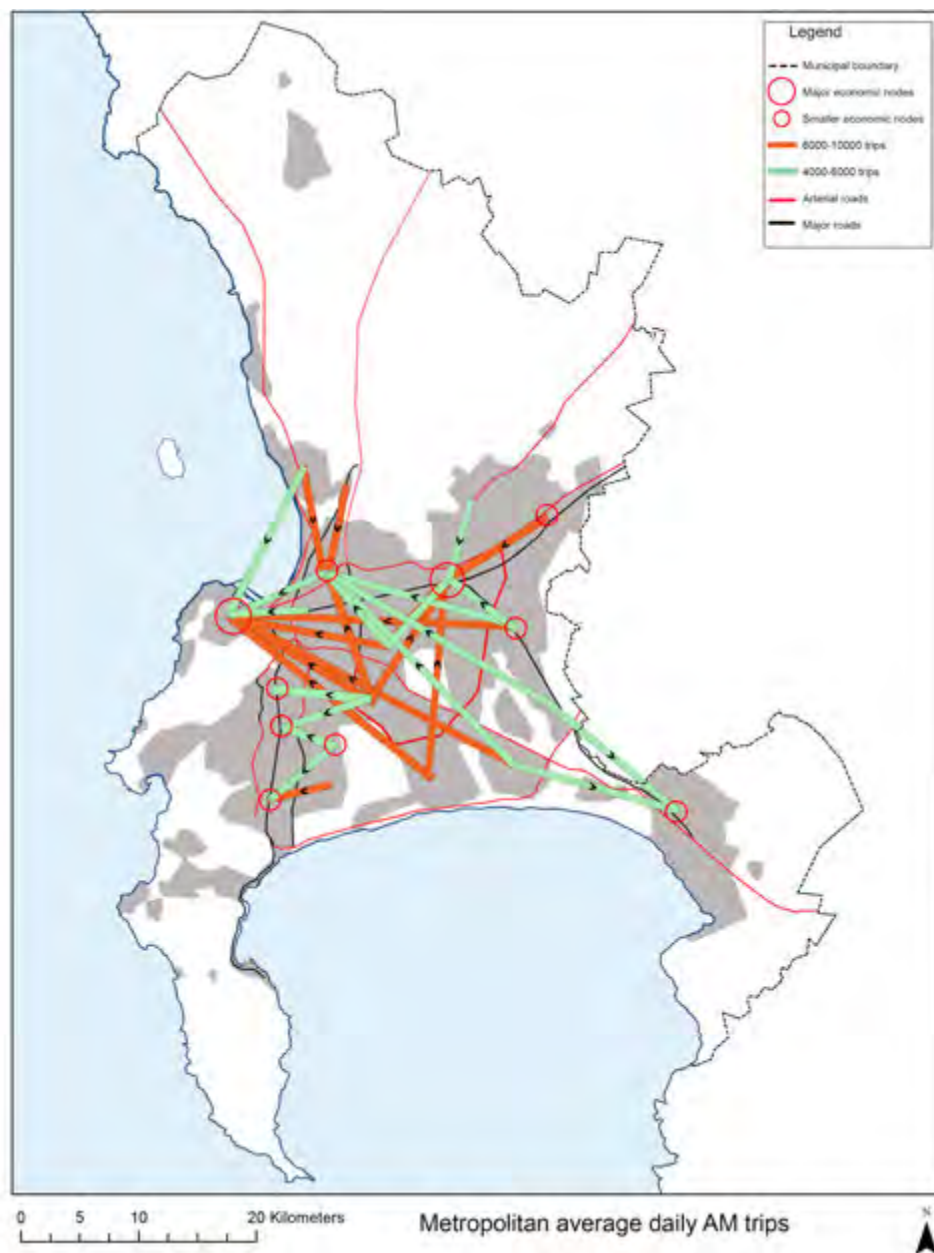 Legend
Municipal boundary
Major economic nodes
Smaller economic nodes
6000-10000 trips
4000-6000 trips
Arterial roads
Major roads
0 5 10 20 Kilometers
Metropolitan average daily AM trips
N